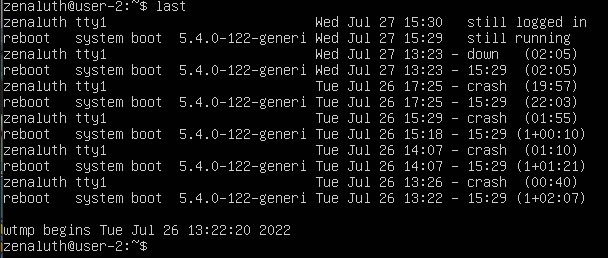 zenaluth@user-2:~$ last
zenaluth tty1                          Wed Jul 27 15:30   still logged in
reboot   system boot  5.4.0-122-generi Wed Jul 27 15:29   still running
zenaluth tty1                          Wed Jul 27 13:23 - down   (02:05)
reboot   system boot  5.4.0-122-generi Wed Jul 27 13:23 - 15:29  (02:05)
zenaluth tty1                          Tue Jul 26 17:25 - crash  (19:57)
reboot   system boot  5.4.0-122-generi Tue Jul 26 17:25 - 15:29  (22:03)
zenaluth tty1                          Tue Jul 26 15:29 - crash  (01:55)
reboot   system boot  5.4.0-122-generi Tue Jul 26 15:18 - 15:29 (1+00:10)
zenaluth tty1                          Tue Jul 26 14:07 - crash  (01:10)
reboot   system boot  5.4.0-122-generi Tue Jul 26 14:07 - 15:29 (1+01:21)
zenaluth tty1                          Tue Jul 26 13:26 - crash  (00:40)
reboot   system boot  5.4.0-122-generi Tue Jul 26 13:22 - 15:29 (1+02:07)
wtmp begins Tue Jul 26 13:22:20 2022
zenaluth@user-2:~$